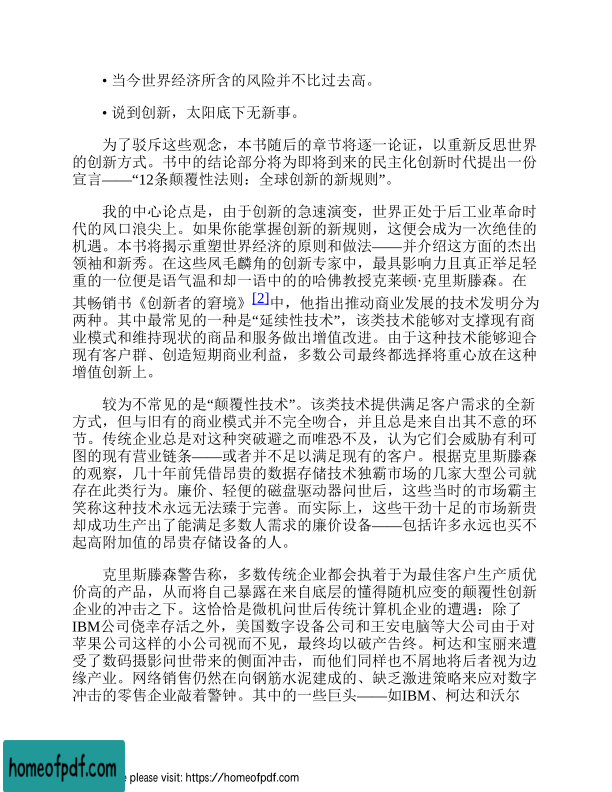 • 当今世界经济所含的风险并不比过去高。
• 说到创新，太阳底下无新事。
为了驳斥这些观念，本书随后的章节将逐一论证，以重新反思世界
的创新方式。书中的结论部分将为即将到来的民主化创新时代提出一份
宣言——“12条颠覆性法则：全球创新的新规则”。
我的中心论点是，由于创新的急速演变，世界正处于后工业革命时
代的风口浪尖上。如果你能掌握创新的新规则，这便会成为一次绝佳的
机遇。本书将揭示重塑世界经济的原则和做法——并介绍这方面的杰出
领袖和新秀。在这些凤毛麟角的创新专家中，最具影响力且真正举足轻
重的一位便是语气温和却一语中的的哈佛教授克莱顿·克里斯滕森。在
其畅销书《创新者的窘境》[2]中，他指出推动商业发展的技术发明分为
两种。其中最常见的一种是“延续性技术”，该类技术能够对支撑现有商
业模式和维持现状的商品和服务做出增值改进。由于这种技术能够迎合
现有客户群、创造短期商业利益，多数公司最终都选择将重心放在这种
增值创新上。
较为不常见的是“颠覆性技术”。该类技术提供满足客户需求的全新
方式，但与旧有的商业模式并不完全吻合，并且总是来自出其不意的环
节。传统企业总是对这种突破避之而唯恐不及，认为它们会威胁有利可
图的现有营业链条——或者并不足以满足现有的客户。根据克里斯滕森
的观察，几十年前凭借昂贵的数据存储技术独霸市场的几家大型公司就
存在此类行为。廉价、轻便的磁盘驱动器问世后，这些当时的市场霸主
笑称这种技术永远无法臻于完善。而实际上，这些干劲十足的市场新贵
却成功生产出了能满足多数人需求的廉价设备——包括许多永远也买不
起高附加值的昂贵存储设备的人。
克里斯滕森警告称，多数传统企业都会执着于为最佳客户生产质优
价高的产品，从而将自己暴露在来自底层的懂得随机应变的颠覆性创新
企业的冲击之下。这恰恰是微机问世后传统计算机企业的遭遇：除了
IBM公司侥幸存活之外，美国数字设备公司和王安电脑等大公司由于对
苹果公司这样的小公司视而不见，最终均以破产告终。柯达和宝丽来遭
受了数码摄影问世带来的侧面冲击，而他们同样也不屑地将后者视为边
缘产业。网络销售仍然在向钢筋水泥建成的、缺乏激进策略来应对数字
冲击的零售企业敲着警钟。其中的一些巨头——如IBM、柯达和沃尔
homeofpdf.com
e please visit: https://homeofpdf.com